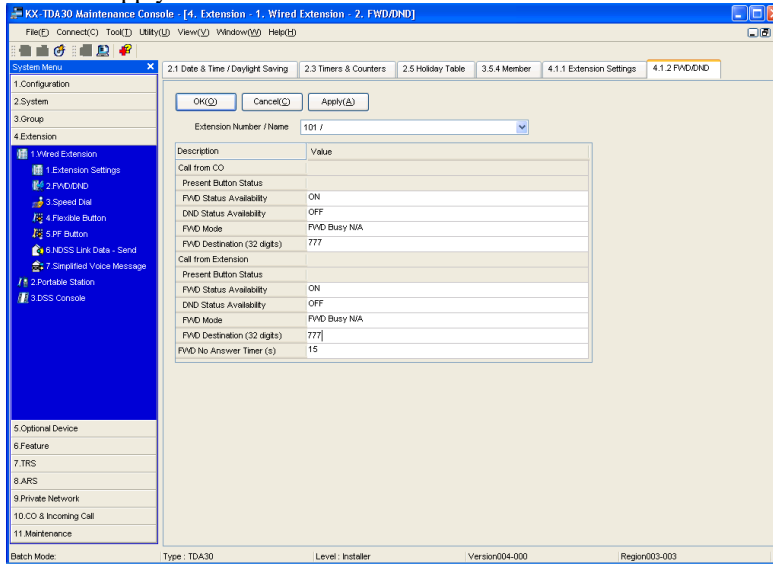 KX-TDA30 Maintenance Console - [4. Extension - 1. Wired Extension - 2. FWD/DND]
File(F) Connect(C) Tool(T) Utility(U) View(V) Window(W) Help(H)
System Menu
1.Configuration
2.System
3.Group
4.Extension
1.Wired Extension
1.Extension Settings
2.FWD/DND
3.Speed Dial
4.Flexible Button
5.PF Button
6.NDSS Link Data - Send
7.Simplified Voice Message
2.Portable Station
3.DSS Console
5.Optional Device
6.Feature
7.TRS
8.ARS
9.Private Network
10.CO & Incoming Call
11.Maintenance
2.1 Date & Time / Daylight Saving 2.3 Timers & Counters 2.5 Holiday Table 3.5.4 Member 4.1.1 Extension Settings 4.1.2 FWD/DND
OK(O) Cancel(C) Apply(A)
Extension Number / Name 101 /
Description Value
Call from CO
Present Button Status
FWD Status Availability ON
DND Status Availability OFF
FWD Mode FWD Busy N/A
FWD Destination (32 digits) 777
Call from Extension
Present Button Status
FWD Status Availability ON
DND Status Availability OFF
FWD Mode FWD Busy N/A
FWD Destination (32 digits) 777
FWD No Answer Timer (s) 15
Batch Mode: Type : TDA30 Level : Installer Version004-000 Region003-003